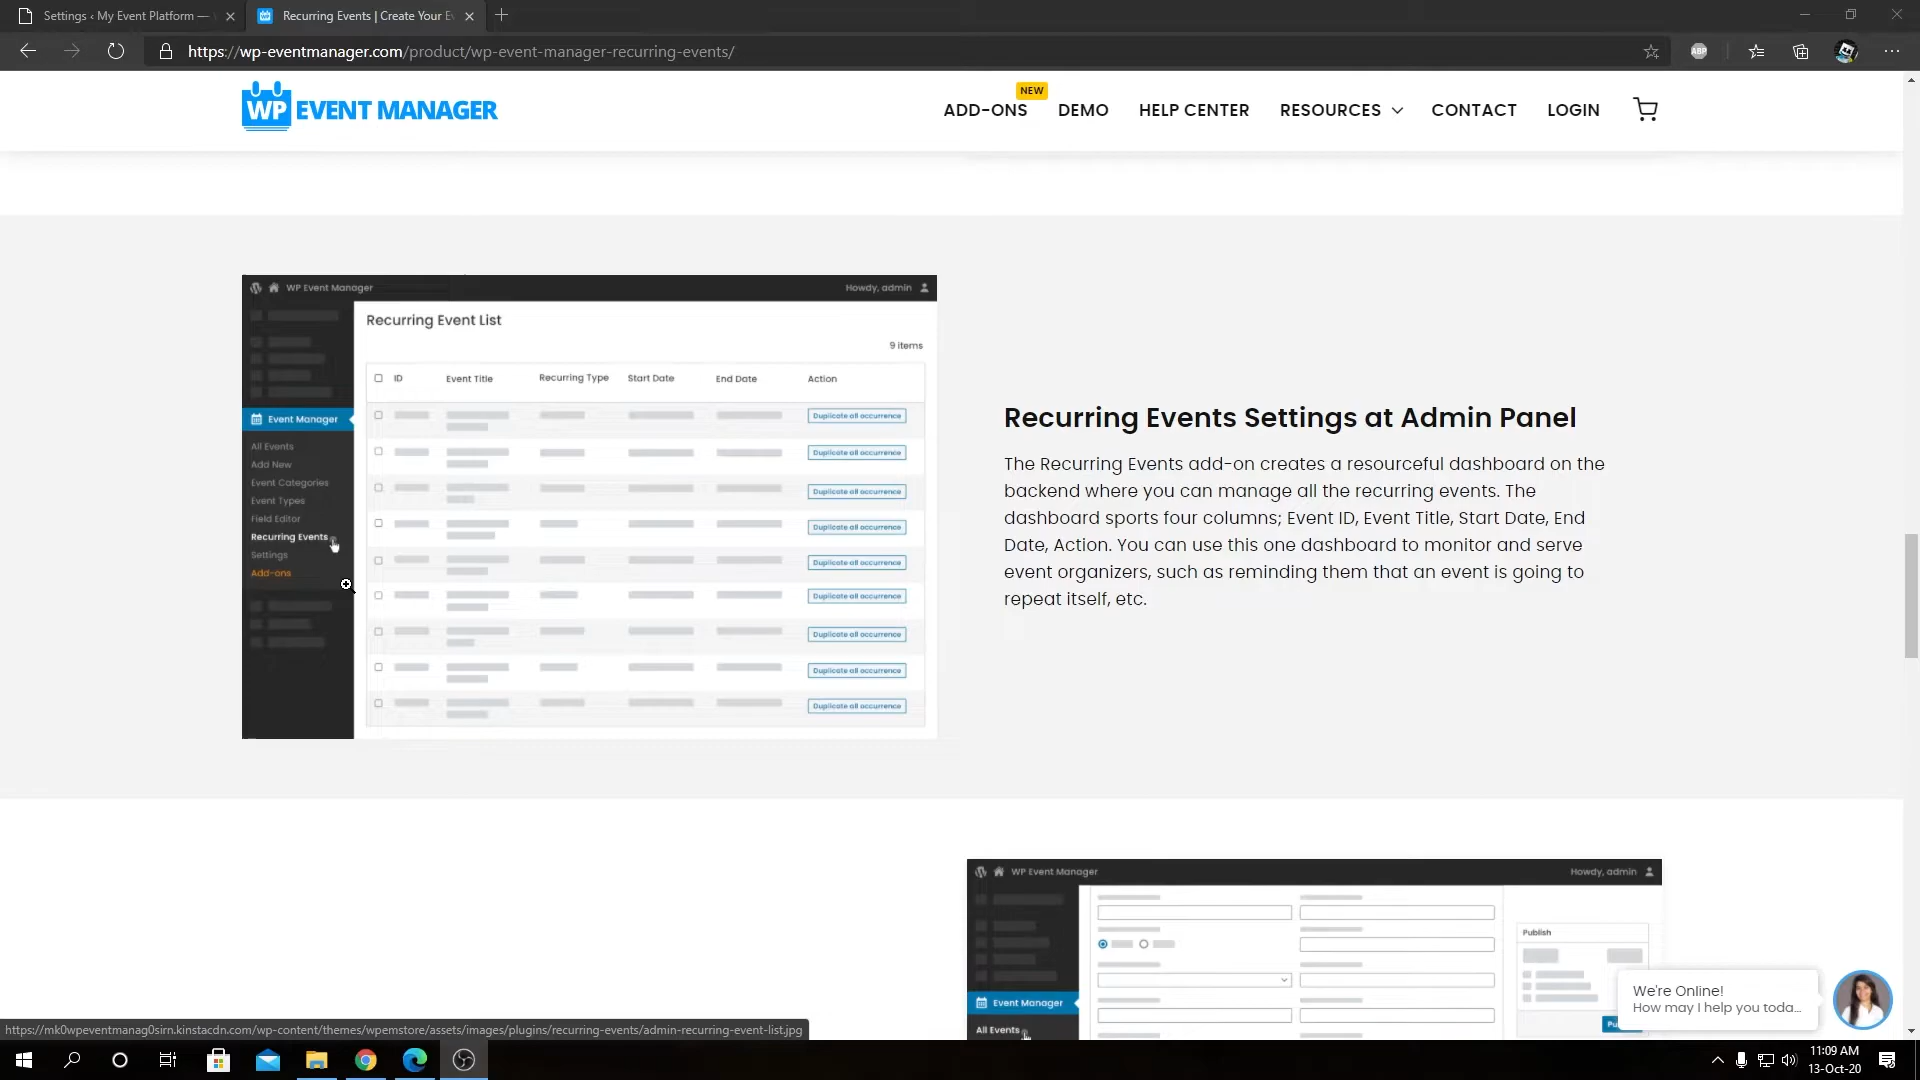 Settings ‹ My Event Platform —
Recurring Events | Create Your E
https://wp-eventmanager.com/product/wp-event-manager-recurring-events/
ABP
WP EVENT MANAGER
NEW
ADD-ONS
DEMO
HELP CENTER
RESOURCES
CONTACT
LOGIN
WP Event Manager
Howdy, admin
Recurring Event List
9 items
ID
Event Title
Recurring Type
Start Date
End Date
Action
Event Manager
All Events
Add New
Event Categories
Event Types
Field Editor
Recurring Events
Settings
Add-ons
Duplicate all occurrence
Duplicate all occurrence
Duplicate all occurrence
Duplicate all occurrence
Duplicate all occurrence
Duplicate all occurrence
Duplicate all occurrence
Duplicate all occurrence
Duplicate all occurrence
Recurring Events Settings at Admin Panel
The Recurring Events add-on creates a resourceful dashboard on the
backend where you can manage all the recurring events. The
dashboard sports four columns; Event ID, Event Title, Start Date, End
Date, Action. You can use this one dashboard to monitor and serve
event organizers, such as reminding them that an event is going to
repeat itself, etc.
WP Event Manager
Howdy, admin
Publish
Event Manager
All Events
We're Online!
How may I help you toda...
https://mk0wpeventmanag0sirn.kinstacdn.com/wp-content/themes/wpemstore/assets/images/plugins/recurring-events/admin-recurring-event-list.jpg
11:09 AM
13-Oct-20